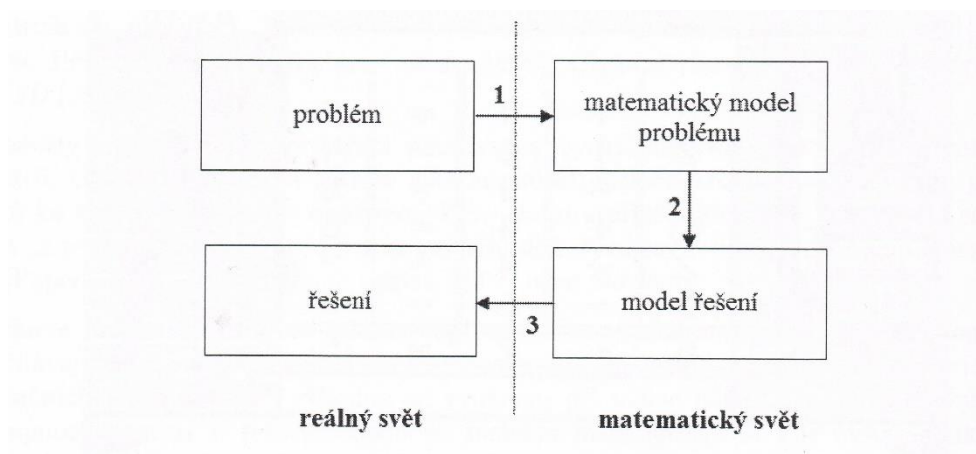 problém
1
matematický model
problému
2
řešení
3
model řešení
reálný svět
matematický svět